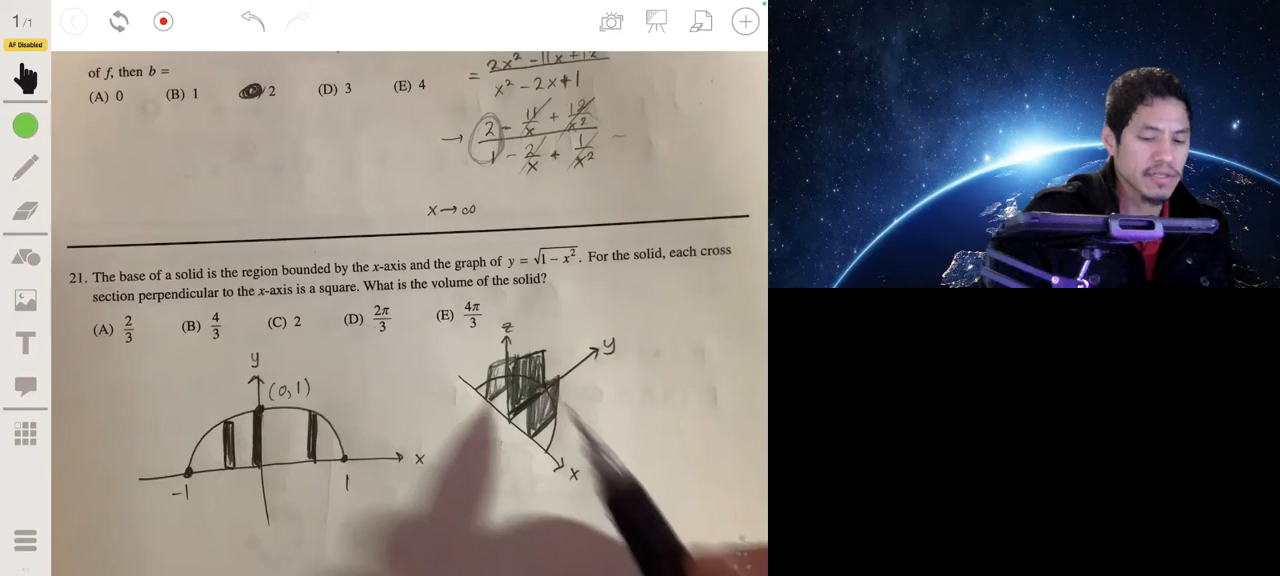 1/1
AF Disabled
of f, then b =
(A) 0 (B) 1 2 (D) 3 (E) 4
= 2x² - 11x + 12 / x² - 2x + 1
→ 2 - 11/x + 12/x² / 1 - 2/x + 1/x²
x → ∞
21. The base of a solid is the region bounded by the x-axis and the graph of y = √1 − x². For the solid, each cross
section perpendicular to the x-axis is a square. What is the volume of the solid?
(A) 2/3 (B) 4/3 (C) 2 (D) 2π/3 (E) 4π/3
y
(0,1)
x
-1
1
z
y
x